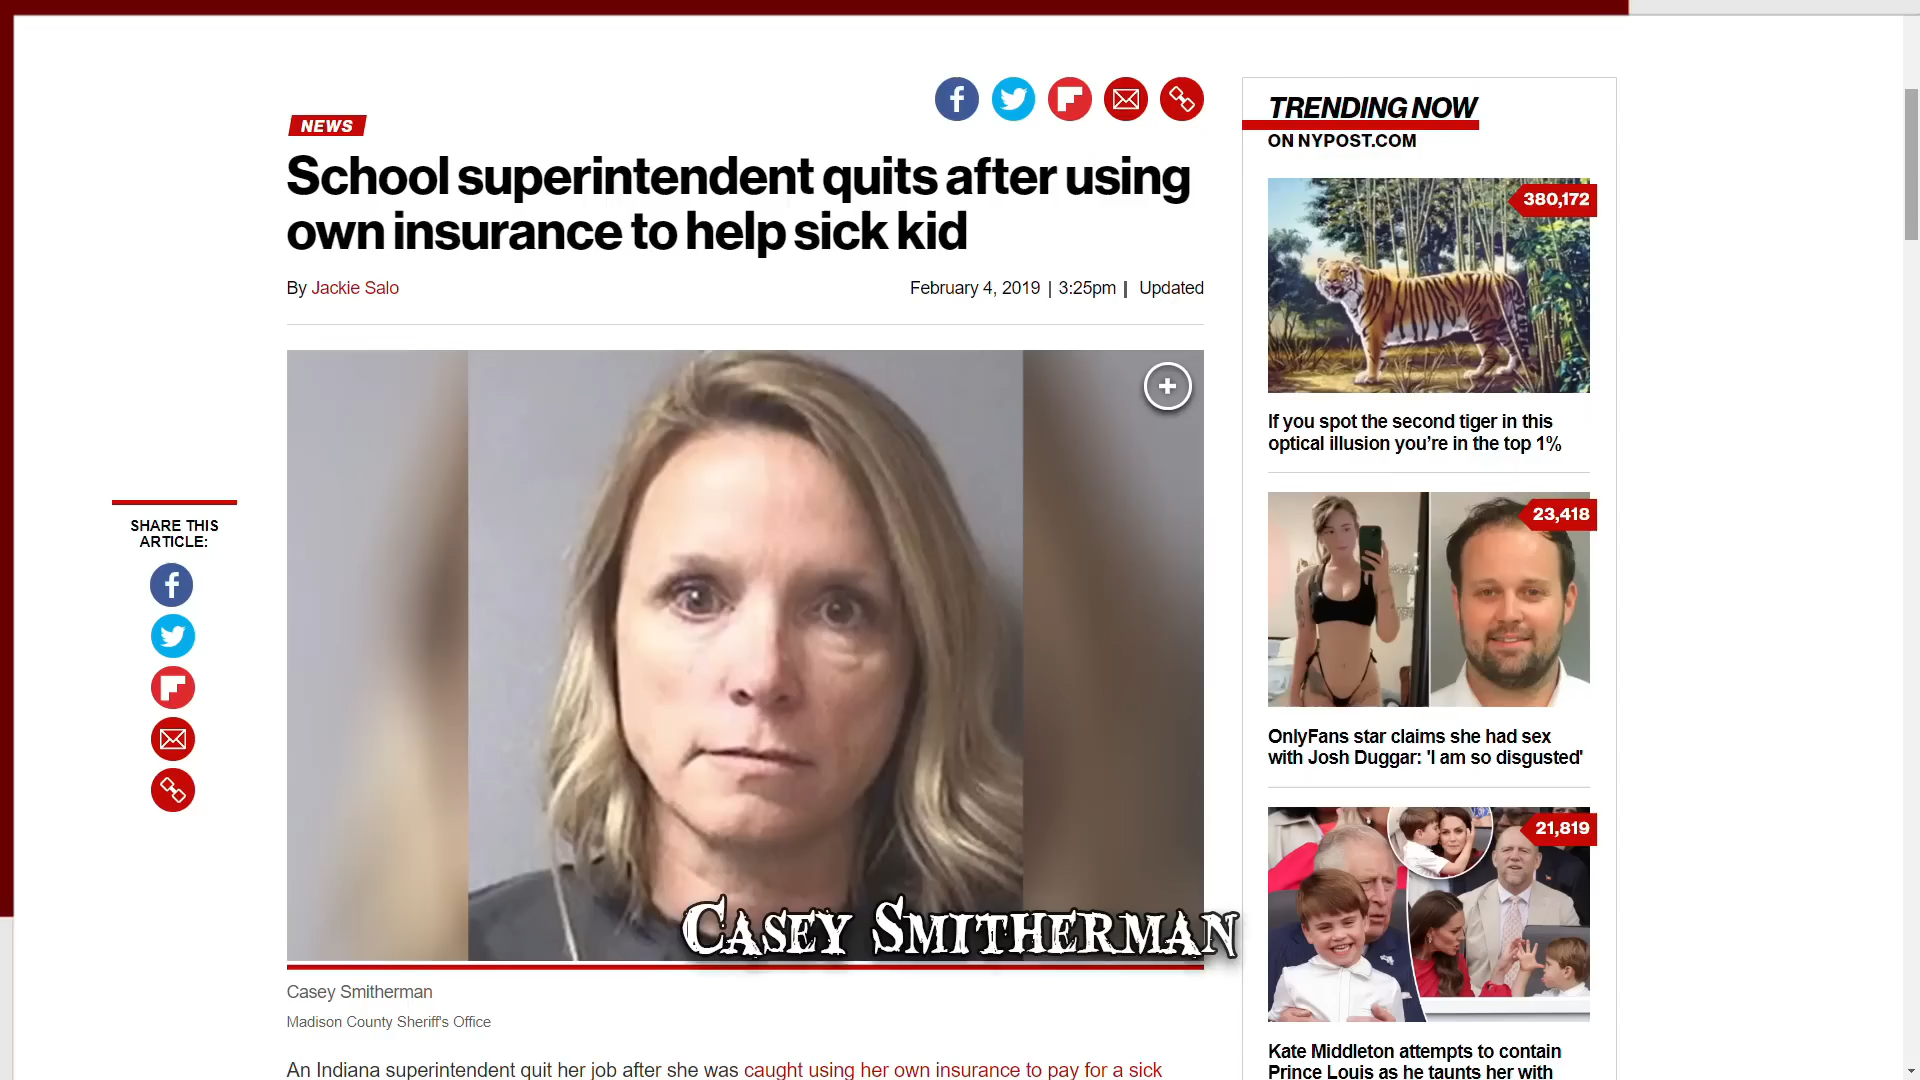 NEWS
School superintendent quits after using
own insurance to help sick kid
By Jackie Salo
February 4, 2019 | 3:25pm | Updated
SHARE THIS
ARTICLE:
CASEY SMITHERMAN
Casey Smitherman
Madison County Sheriff's Office
An Indiana superintendent quit her job after she was caught using her own insurance to pay for a sick
TRENDING NOW
ON NYPOST.COM
380,172
If you spot the second tiger in this
optical illusion you’re in the top 1%
23,418
OnlyFans star claims she had sex
with Josh Duggar: 'I am so disgusted'
21,819
Kate Middleton attempts to contain
Prince Louis as he taunts her with